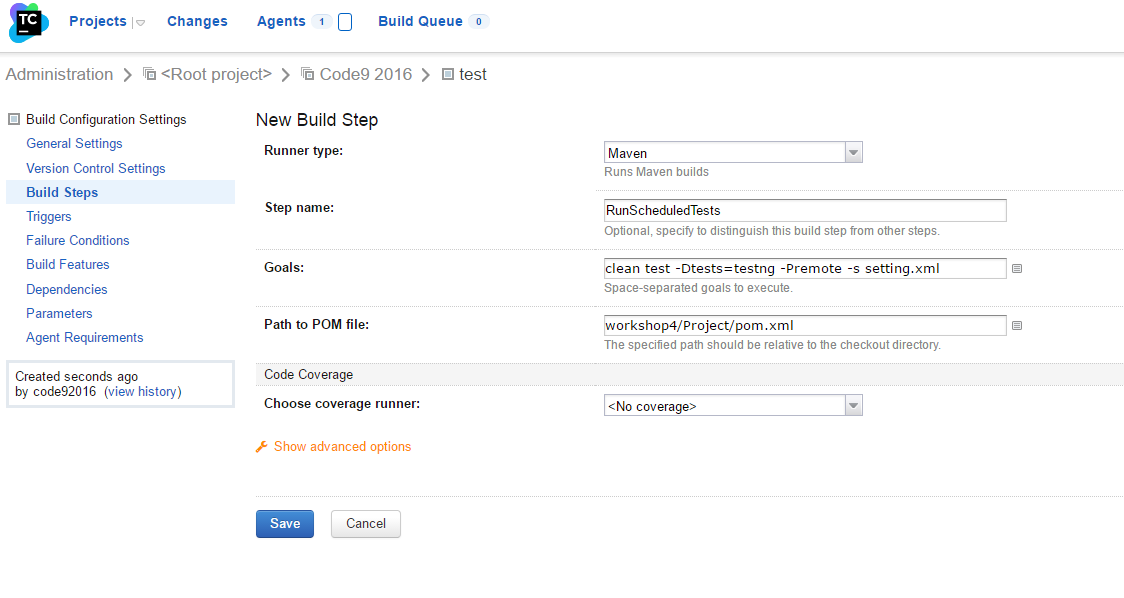 TC Projects Changes Agents 1 Build Queue 0
Administration <Root project> Code9 2016 test
Build Configuration Settings
General Settings
Version Control Settings
Build Steps
Triggers
Failure Conditions
Build Features
Dependencies
Parameters
Agent Requirements
Created seconds ago
by code92016 (view history)
New Build Step
Runner type: Maven
Runs Maven builds
Step name: RunScheduledTests
Optional, specify to distinguish this build step from other steps.
Goals: clean test -Dtests=testng -Premote -s setting.xml
Space-separated goals to execute.
Path to POM file: workshop4/Project/pom.xml
The specified path should be relative to the checkout directory.
Code Coverage
Choose coverage runner: <No coverage>
Show advanced options
Save Cancel